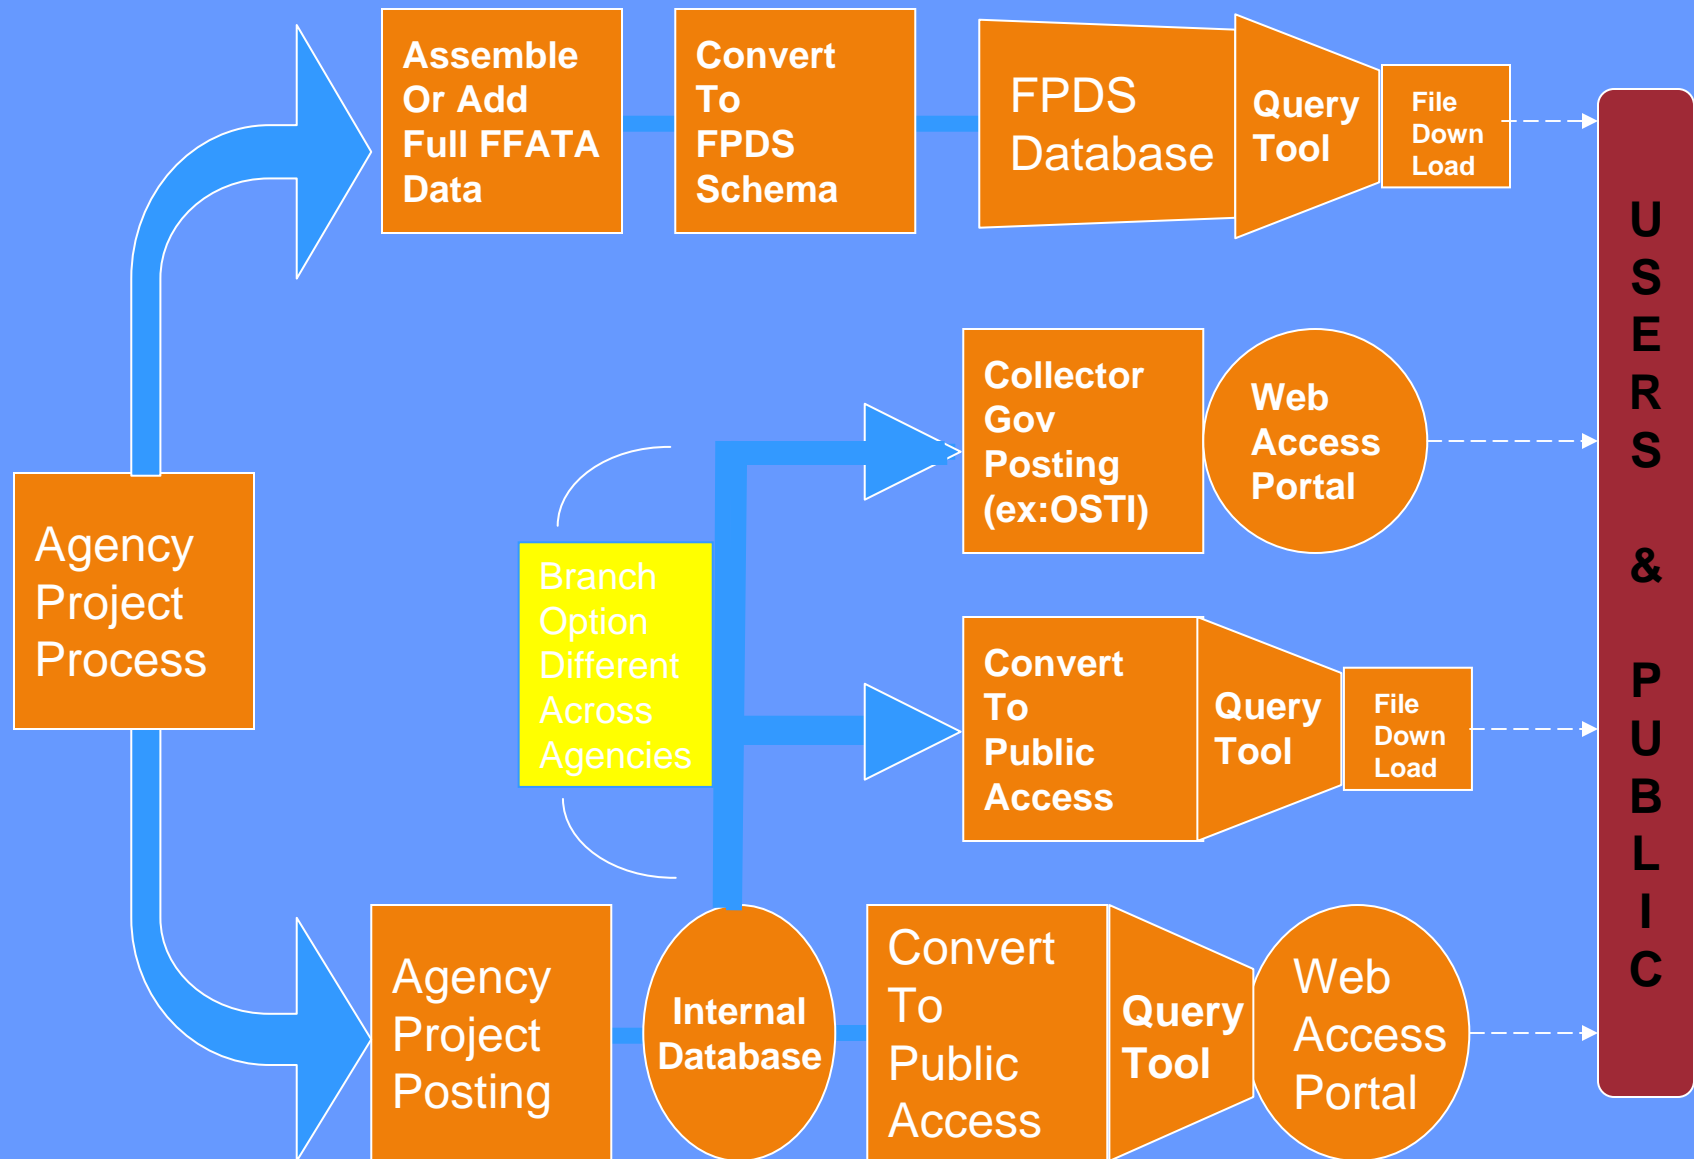 Assemble
Or Add
Full FFATA
Data
Convert
To
FPDS
Schema
FPDS
Database
Query
Tool
File
Down
Load
Agency
Project
Process
Branch
Option
Different
Across
Agencies
Collector
Gov
Posting
(ex:OSTI)
Web
Access
Portal
Convert
To
Public
Access
Query
Tool
File
Down
Load
Agency
Project
Posting
Internal
Database
Convert
To
Public
Access
Query
Tool
Web
Access
Portal
U
S
E
R
S
&
P
U
B
L
I
C